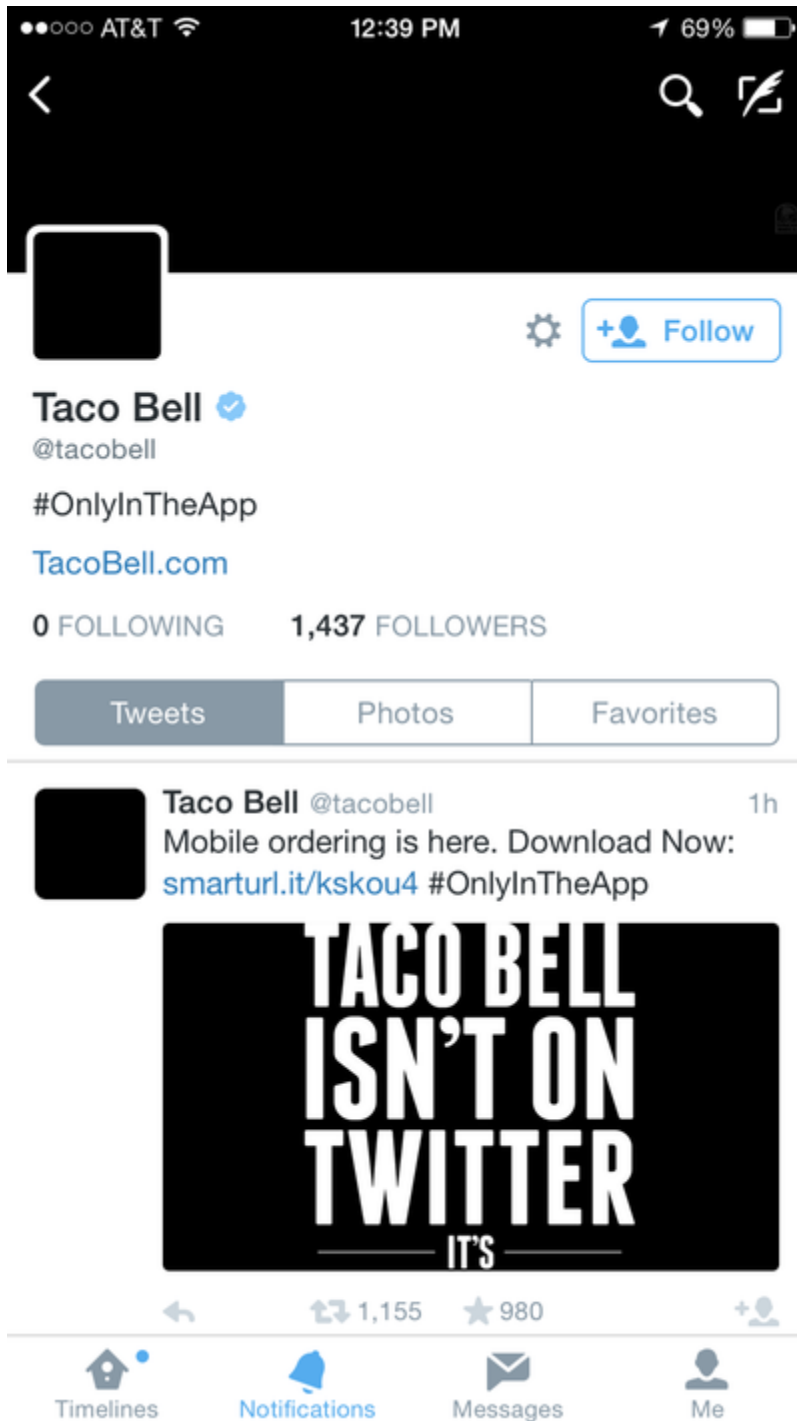 AT&T 12:39 PM 69%
Follow
Taco Bell
@tacobell
#OnlyInTheApp
TacoBell.com
0 FOLLOWING 1,437 FOLLOWERS
Tweets Photos Favorites
Taco Bell @tacobell 1h
Mobile ordering is here. Download Now:
smarturl.it/kskou4 #OnlyInTheApp
TACO BELL
ISN'T ON
TWITTER
IT'S
1,155 980
Timelines Notifications Messages Me